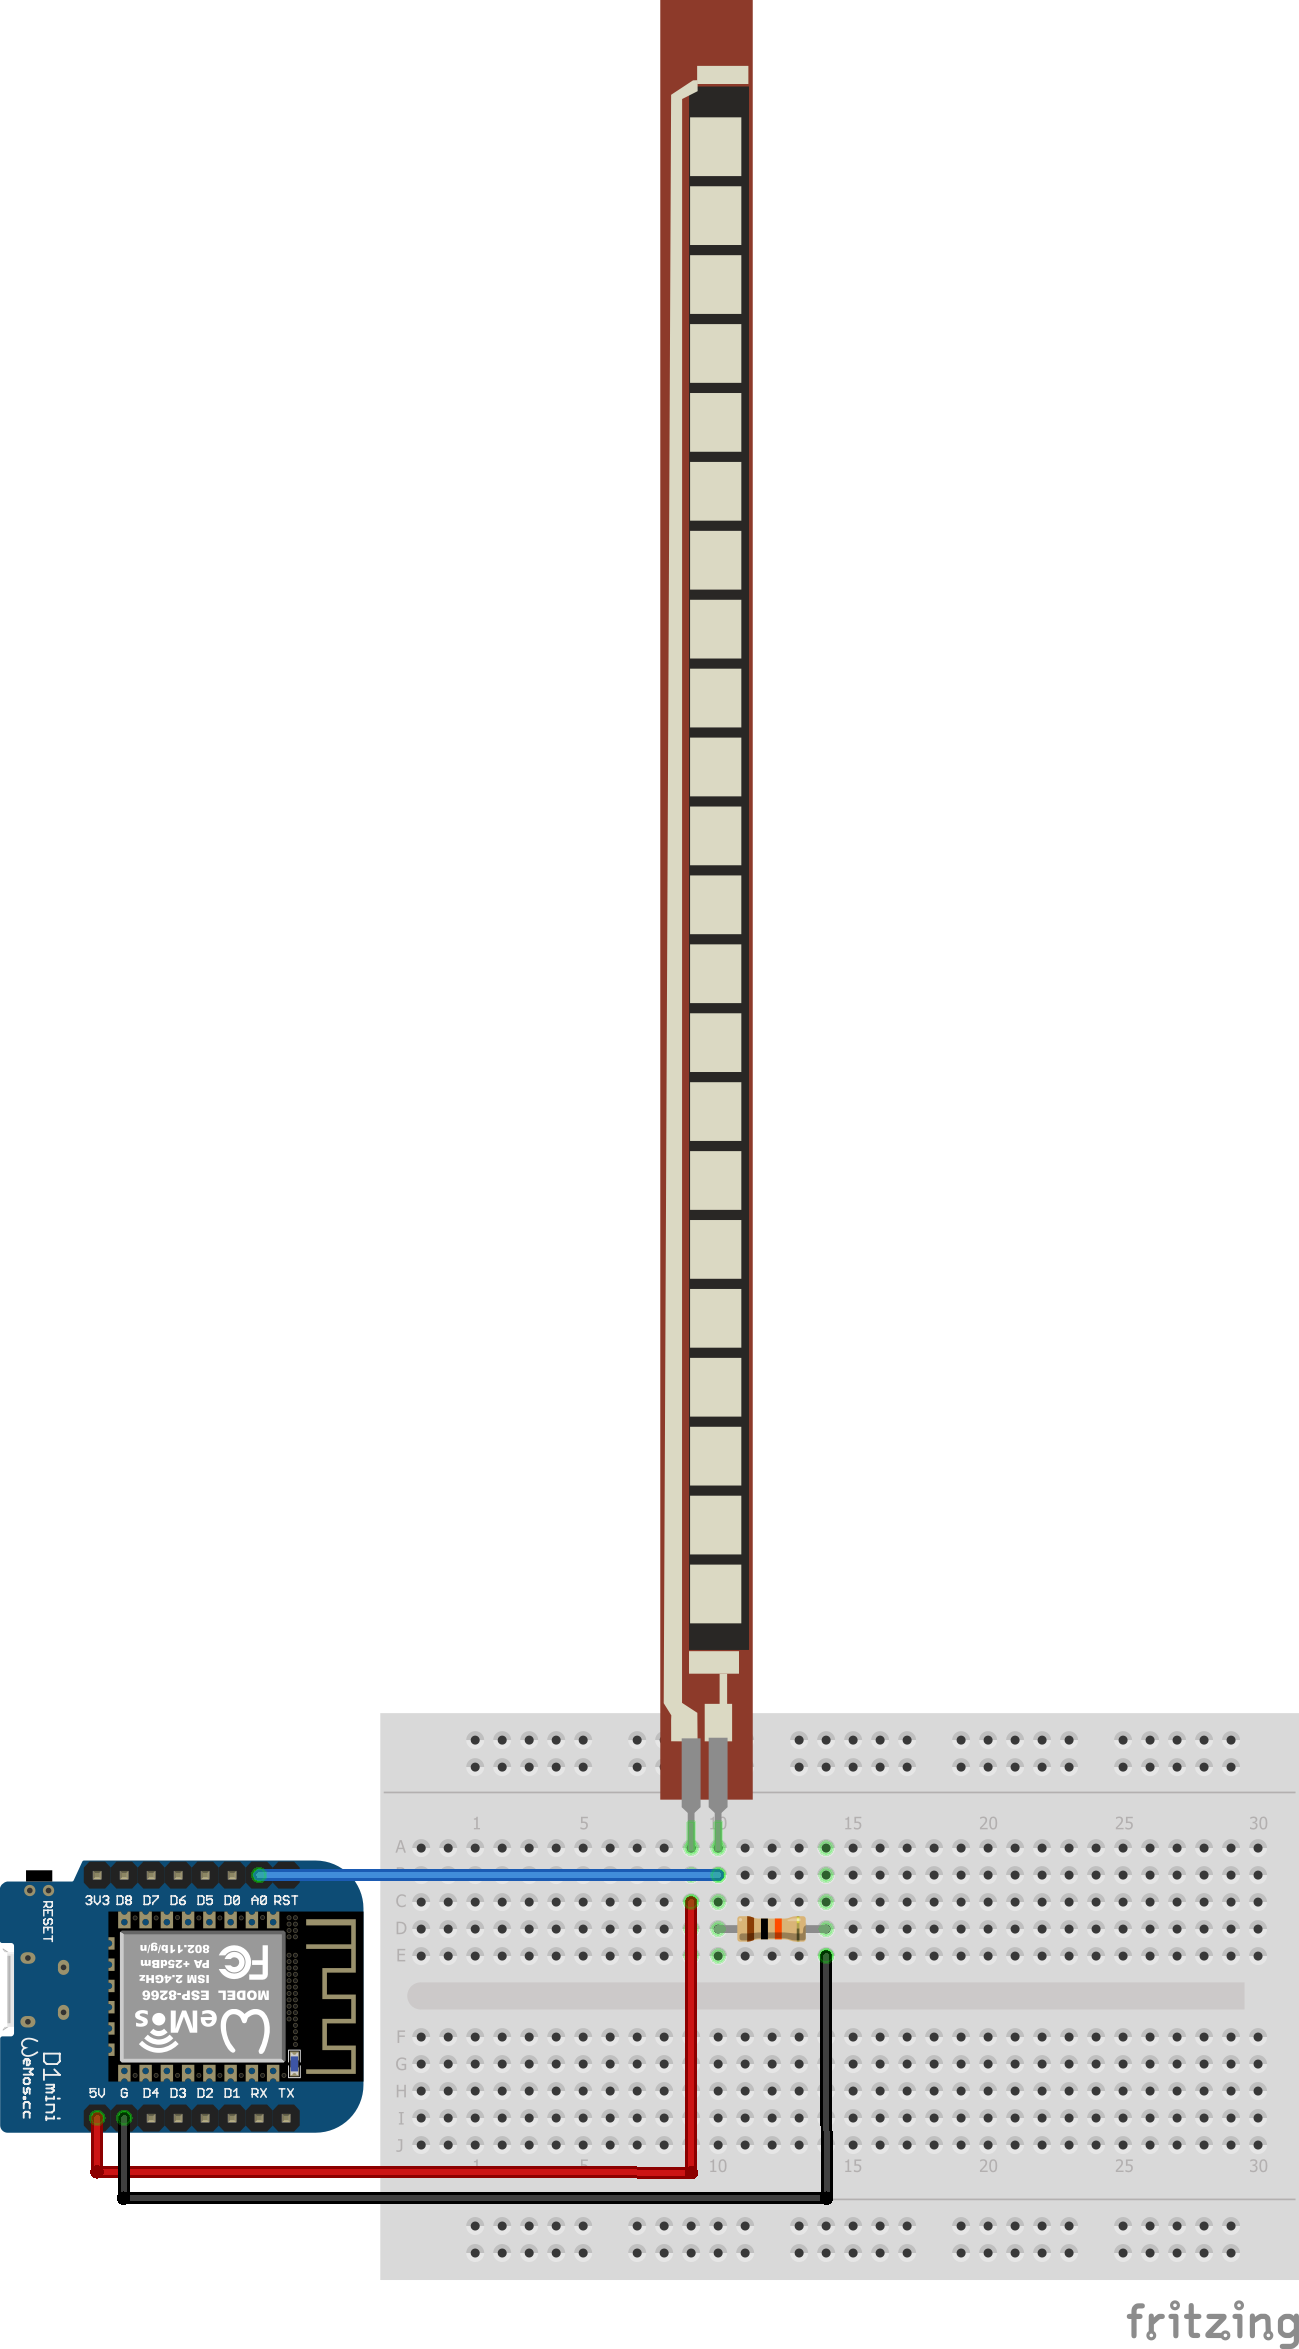 1 5 10 15 20 25 30
A
B
C
D
E
F
G
H
I
J
1 5 10 15 20 25 30
3V3 D8 D7 D6 D5 D0 A0 RST
RESET
802.11b/g/n
PA +25dBm
ISM 2.4GHz
MODEL ESP-8266
FC
WeMos
5V G D4 D3 D2 D1 RX TX
D1 mini
WeMos.cc
fritzing